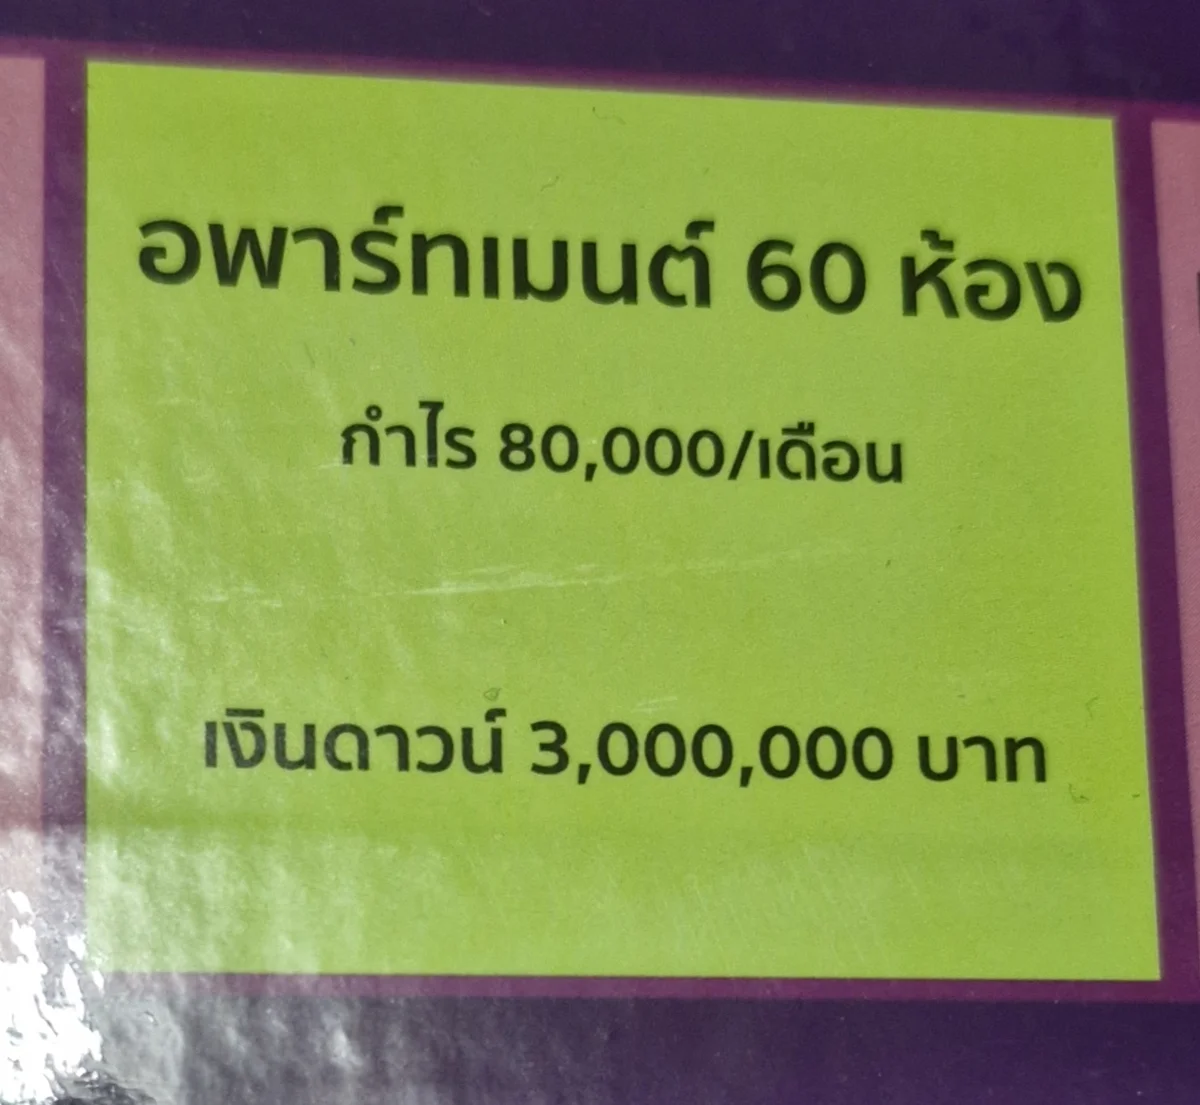 อพาร์ทเมนต์ 60 ห้อง
กำไร 80,000/เดือน
เงินดาวน์ 3,000,000 บาท